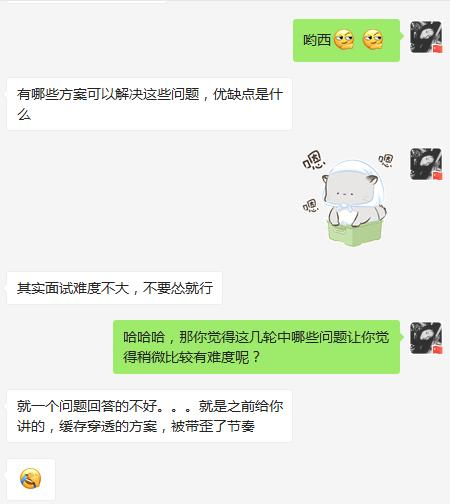 哟西
有哪些方案可以解决这些问题，优缺点是什
么
嗯
嗯
嗯
其实面试难度不大，不要怂就行
哈哈哈，那你觉得这几轮中哪些问题让你觉
得稍微比较有难度呢？
就一个问题回答的不好。。。就是之前给你
讲的，缓存穿透的方案，被带歪了节奏